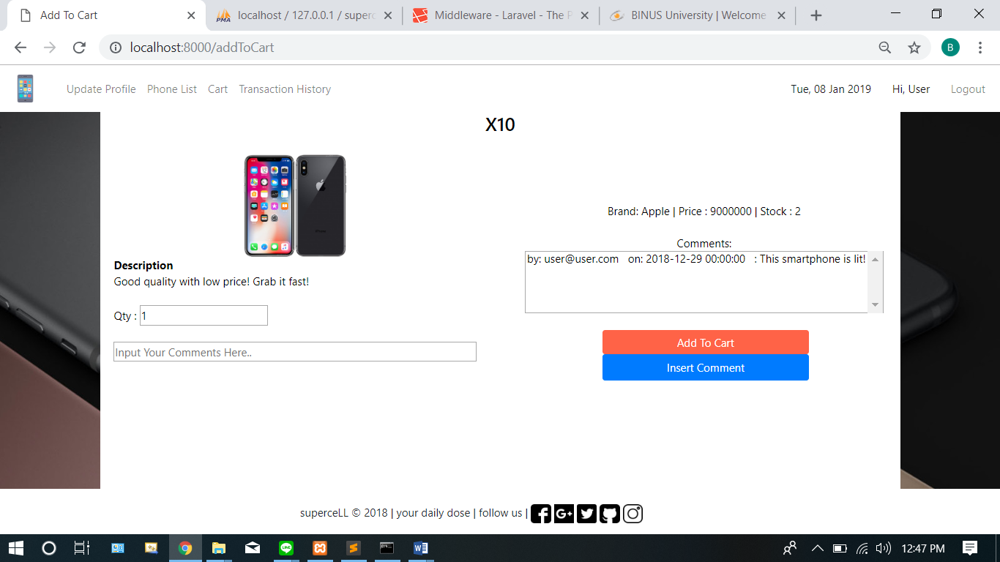 Add To Cart
PMA
localhost / 127.0.0.1 / superc
Middleware - Laravel - The P
BINUS University | Welcome
localhost:8000/addToCart
B
Update Profile
Phone List
Cart
Transaction History
Tue, 08 Jan 2019
Hi, User
Logout
X10
Brand: Apple | Price : 9000000 | Stock : 2
Comments:
by: user@user.com on: 2018-12-29 00:00:00 : This smartphone is lit!
Description
Good quality with low price! Grab it fast!
Qty : 1
Input Your Comments Here..
Add To Cart
Insert Comment
superceLL © 2018 | your daily dose | follow us |
12:47 PM